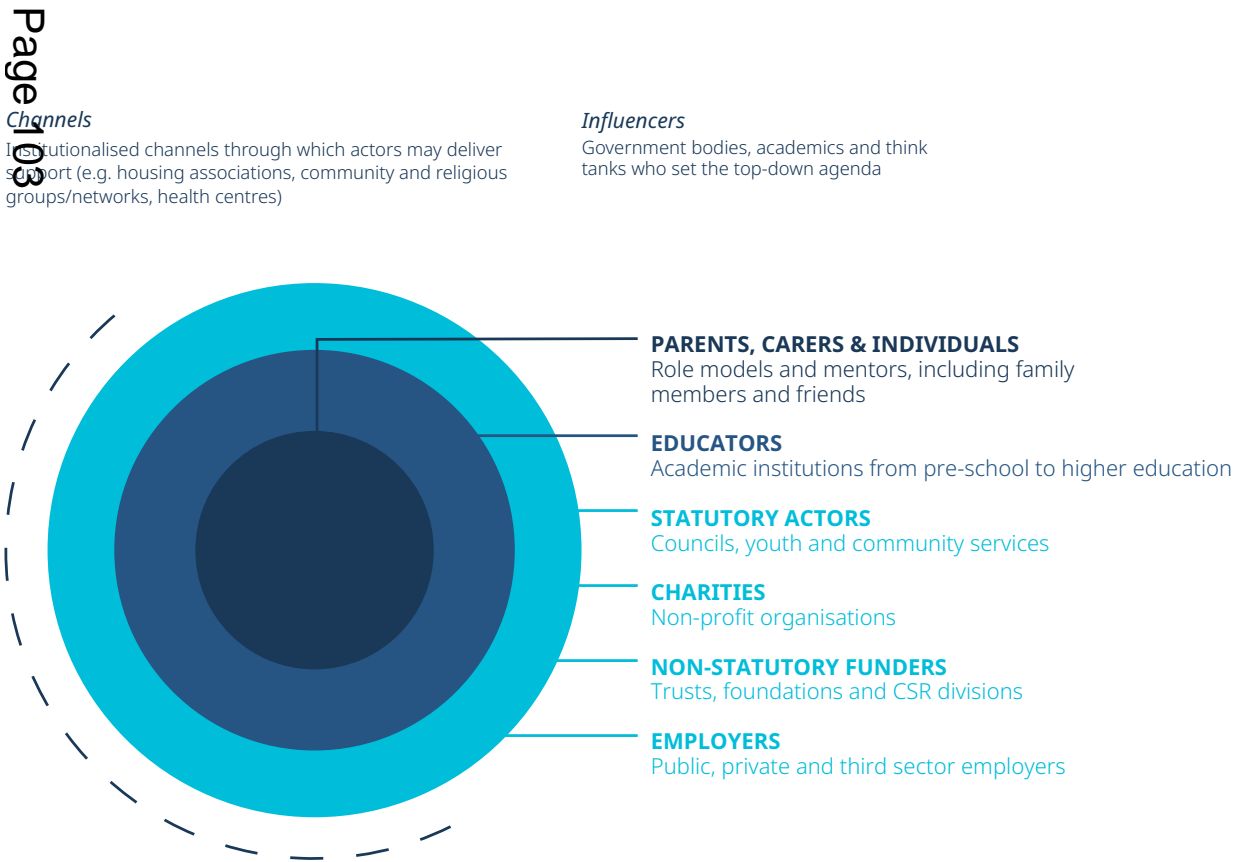 Page 103
Channels
Institutionalised channels through which actors may deliver
support (e.g. housing associations, community and religious
groups/networks, health centres)
Influencers
Government bodies, academics and think
tanks who set the top-down agenda
PARENTS, CARERS & INDIVIDUALS
Role models and mentors, including family
members and friends
EDUCATORS
Academic institutions from pre-school to higher education
STATUTORY ACTORS
Councils, youth and community services
CHARITIES
Non-profit organisations
NON-STATUTORY FUNDERS
Trusts, foundations and CSR divisions
EMPLOYERS
Public, private and third sector employers